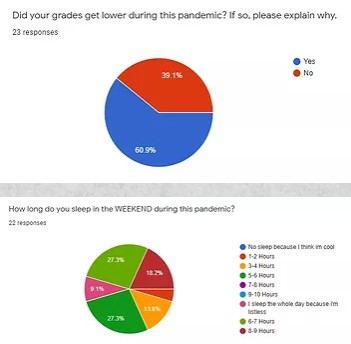 Did your grades get lower during this pandemic? If so, please explain why.
23 responses
Yes
No
39.1%
60.9%
How long do you sleep in the WEEKEND during this pandemic?
22 responses
No sleep because I think im cool
1-2 Hours
3-4 Hours
5-6 Hours
7-8 Hours
9-10 Hours
I sleep the whole day because i'm
listless
6-7 Hours
8-9 Hours
27.3%
18.2%
9.1%
13.6%
27.3%